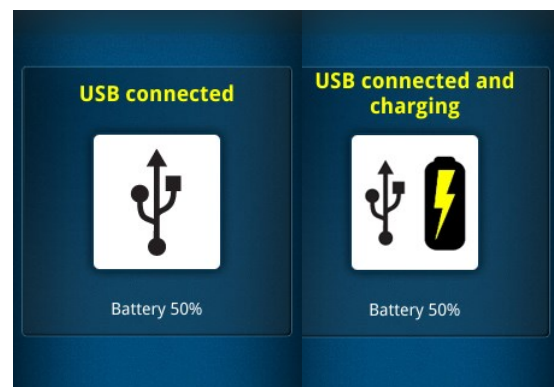 USB connected
Battery 50%
USB connected and
charging
Battery 50%